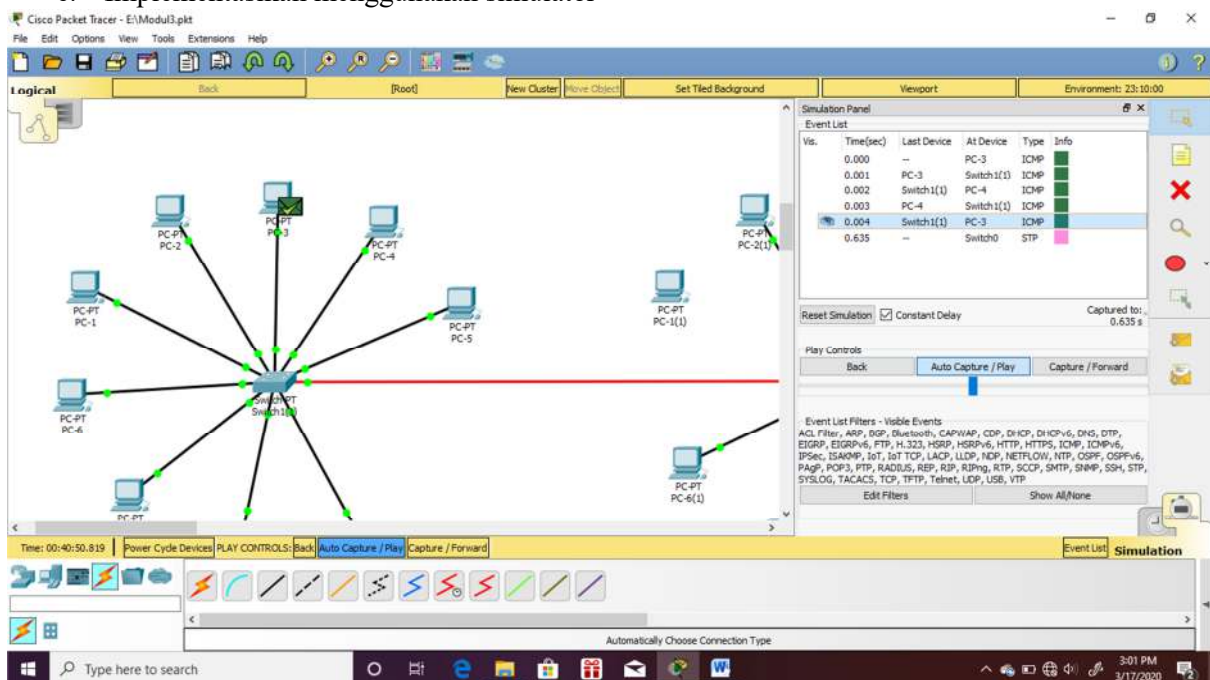 Implementasikan menggunakan simulator
Cisco Packet Tracer - E:\Modul3.pkt
File Edit Options View Tools Extensions Help
Logical Back [Root] New Cluster Move Object Set Tiled Background Viewport Environment: 23:10:00
Simulation Panel
Event List
Vis. Time(sec) Last Device At Device Type Info
0.000 -- PC-3 ICMP
0.001 PC-3 Switch1(1) ICMP
0.002 Switch1(1) PC-4 ICMP
0.003 PC-4 Switch1(1) ICMP
0.004 Switch1(1) PC-3 ICMP
0.635 -- Switch0 STP
Reset Simulation Constant Delay Captured to:
0.635 s
Play Controls
Back Auto Capture / Play Capture / Forward
Event List Filters - Visible Events
ACL Filter, ARP, BGP, Bluetooth, CAPWAP, CDP, DHCP, DHCPv6, DNS, DTP,
EIGRP, EIGRPv6, FTP, H.323, HSRP, HSRPv6, HTTP, HTTPS, ICMP, ICMPv6,
IPSec, ISAKMP, IoT, IoT TCP, LACP, LLDP, NDP, NETFLOW, NTP, OSPF, OSPFv6,
PAgP, POP3, PTP, RADIUS, REP, RIP, RIPng, RTP, SCCP, SMTP, SNMP, SSH, STP,
SYSLOG, TACACS, TCP, TFTP, Telnet, UDP, USB, VTP
Edit Filters Show All/None
PC-PT
PC-2
PC-PT
PC-3
PC-PT
PC-4
PC-PT
PC-2(1)
PC-PT
PC-1
PC-PT
PC-5
PC-PT
PC-1(1)
PC-PT
PC-6
Switch-PT
Switch1(1)
PC-PT
PC-6(1)
PC-PT
Time: 00:40:50.819 Power Cycle Devices PLAY CONTROLS: Back Auto Capture / Play Capture / Forward Event List Simulation
Automatically Choose Connection Type
Type here to search
3:01 PM
3/17/2020